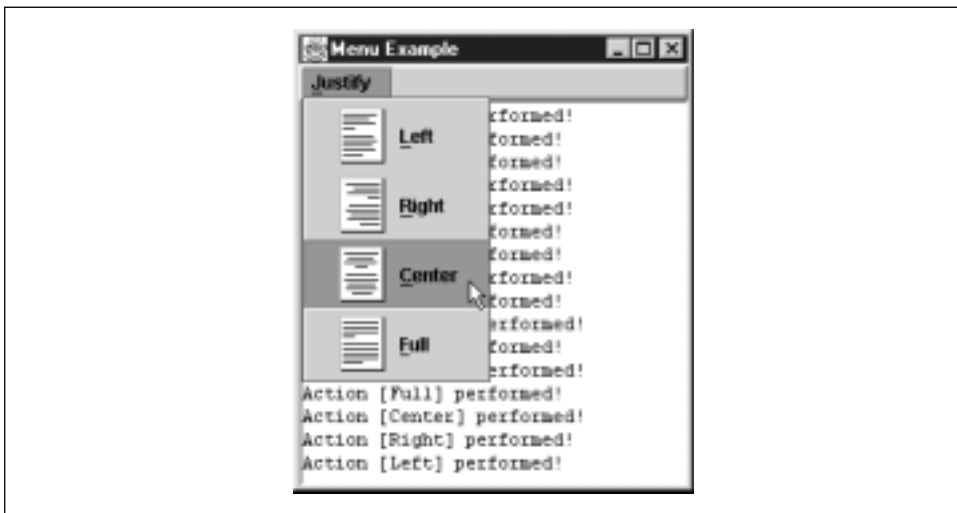 Menu Example
Justify
Left
Right
Center
Full
rformed!
formed!
formed!
rformed!
rformed!
formed!
formed!
rformed!
formed!
erformed!
formed!
erformed!
Action [Full] performed!
Action [Center] performed!
Action [Right] performed!
Action [Left] performed!